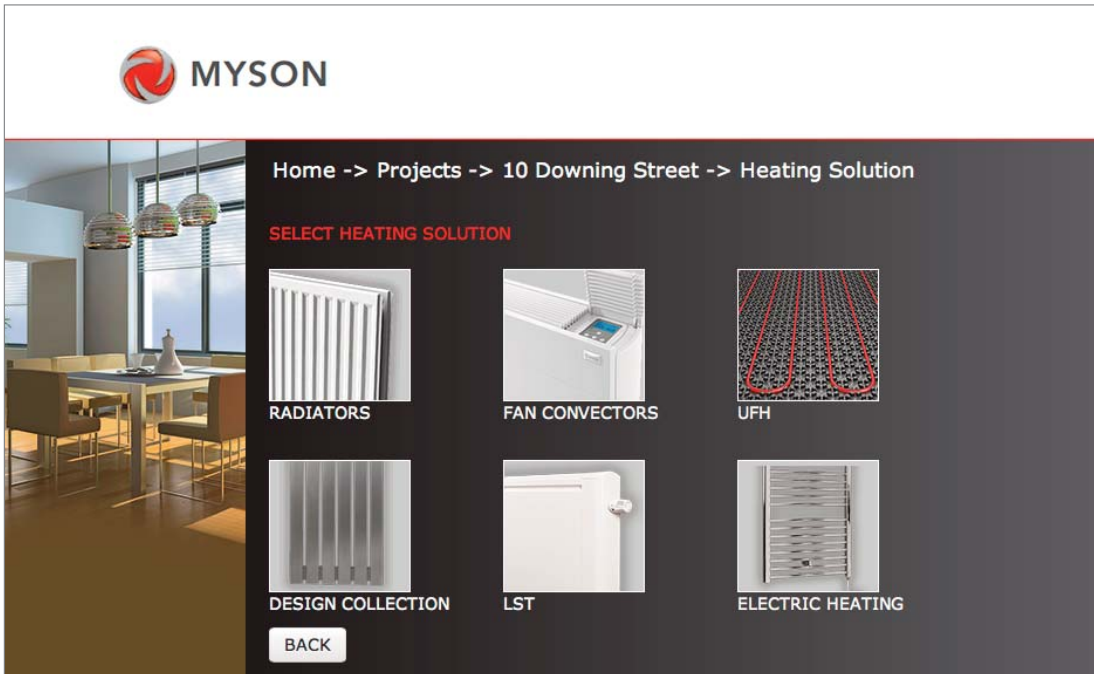 MYSON
Home -> Projects -> 10 Downing Street -> Heating Solution
SELECT HEATING SOLUTION
RADIATORS
FAN CONVECTORS
UFH
DESIGN COLLECTION
LST
ELECTRIC HEATING
BACK